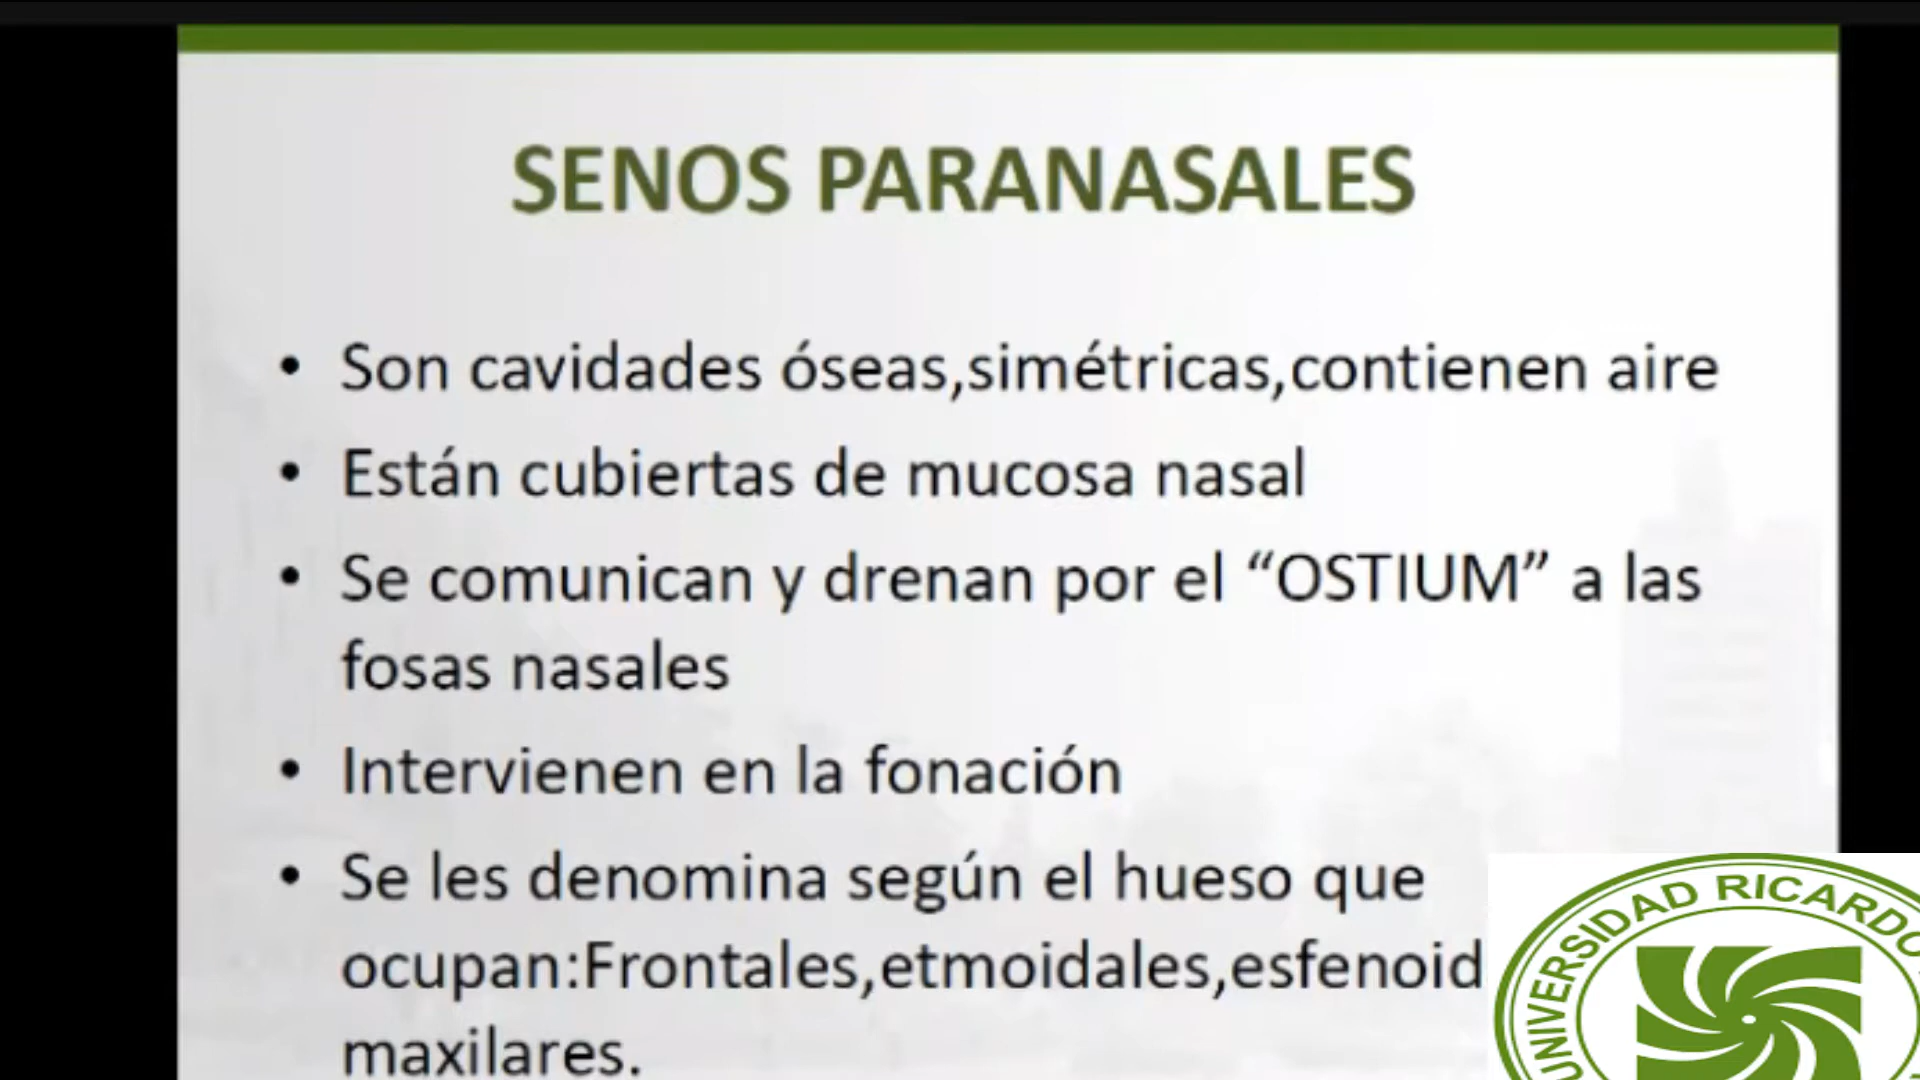 SENOS PARANASALES
• Son cavidades óseas,simétricas,contienen aire
• Están cubiertas de mucosa nasal
• Se comunican y drenan por el “OSTIUM” a las
fosas nasales
• Intervienen en la fonación
• Se les denomina según el hueso que
ocupan:Frontales,etmoidales,esfenoid
maxilares.
UNIVERSIDAD RICARDO